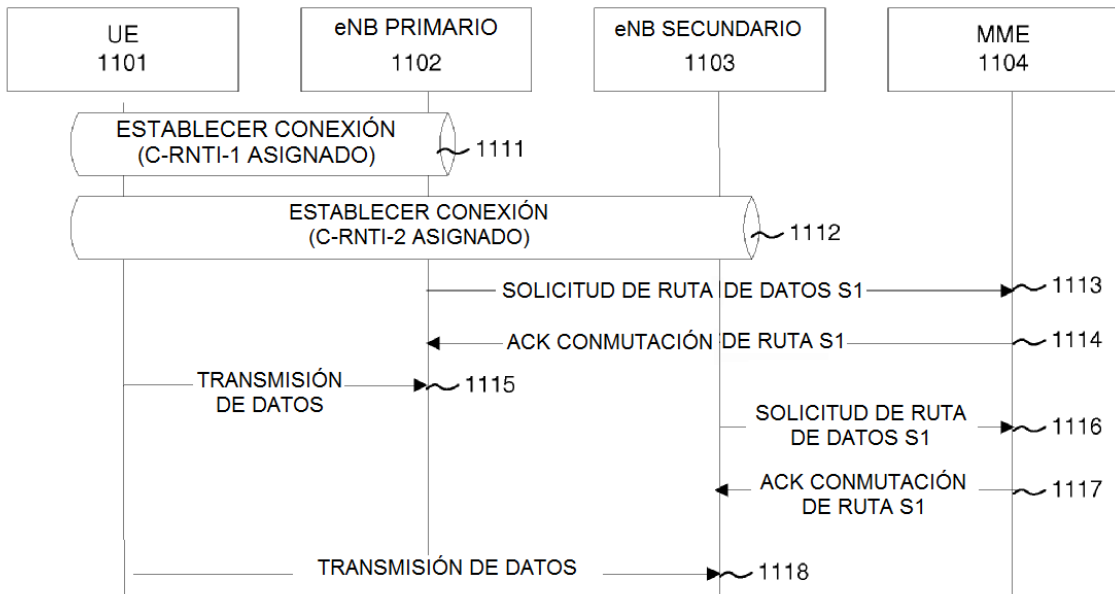 UE
1101
eNB PRIMARIO
1102
eNB SECUNDARIO
1103
MME
1104
ESTABLECER CONEXIÓN
(C-RNTI-1 ASIGNADO)
1111
ESTABLECER CONEXIÓN
(C-RNTI-2 ASIGNADO)
1112
SOLICITUD DE RUTA DE DATOS S1
1113
ACK CONMUTACIÓN DE RUTA S1
1114
TRANSMISIÓN
DE DATOS
1115
SOLICITUD DE RUTA
DE DATOS S1
1116
ACK CONMUTACIÓN
DE RUTA S1
1117
TRANSMISIÓN DE DATOS
1118